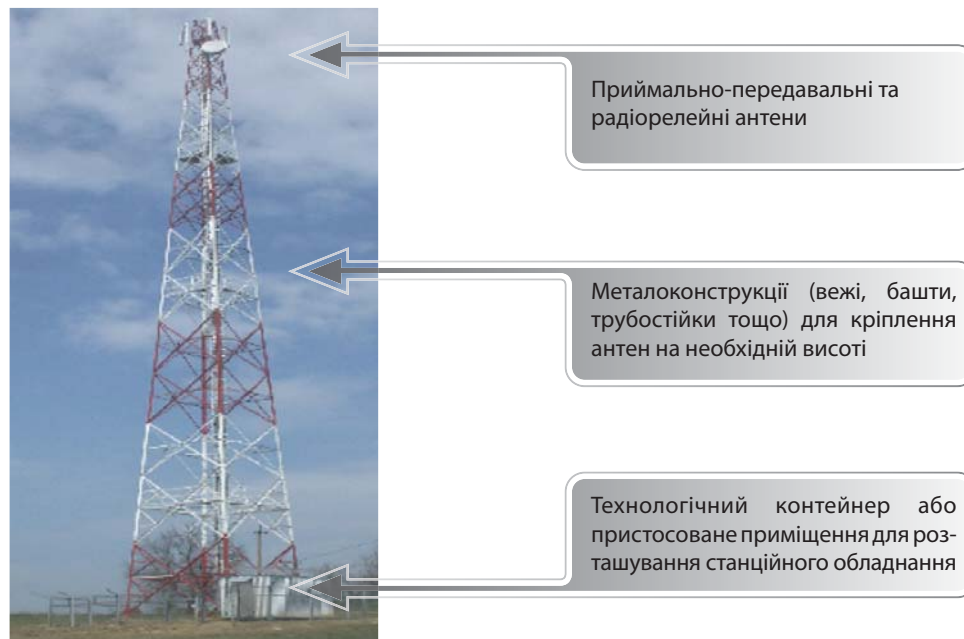 Приймально-передавальні та
радіорелейні антени
Металоконструкції (вежі, башти,
трубостійки тощо) для кріплення
антен на необхідній висоті
Технологічний контейнер або
пристосоване приміщення для роз-
ташування станційного обладнання